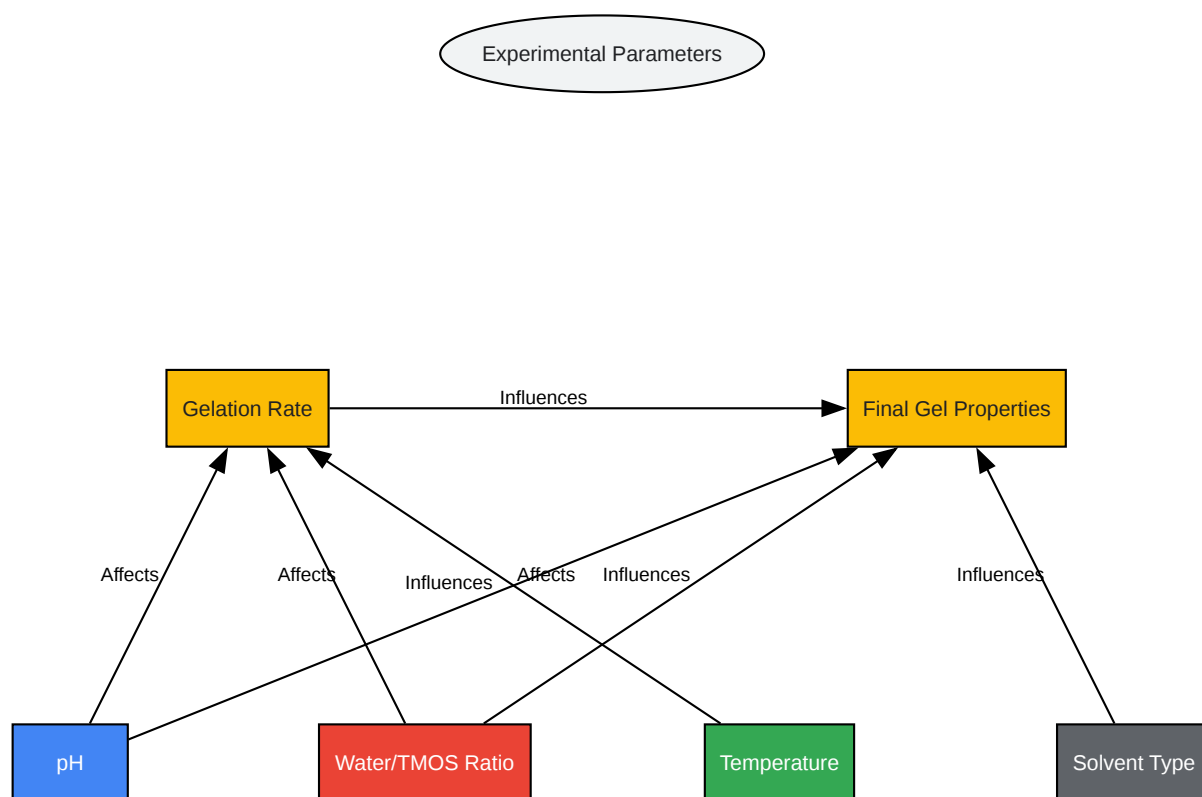 Experimental Parameters
Influences
Gelation Rate
Final Gel Properties
Affects
Affects
Influences
Affects
Influences
Influences
pH
Water/TMOS Ratio
Temperature
Solvent Type